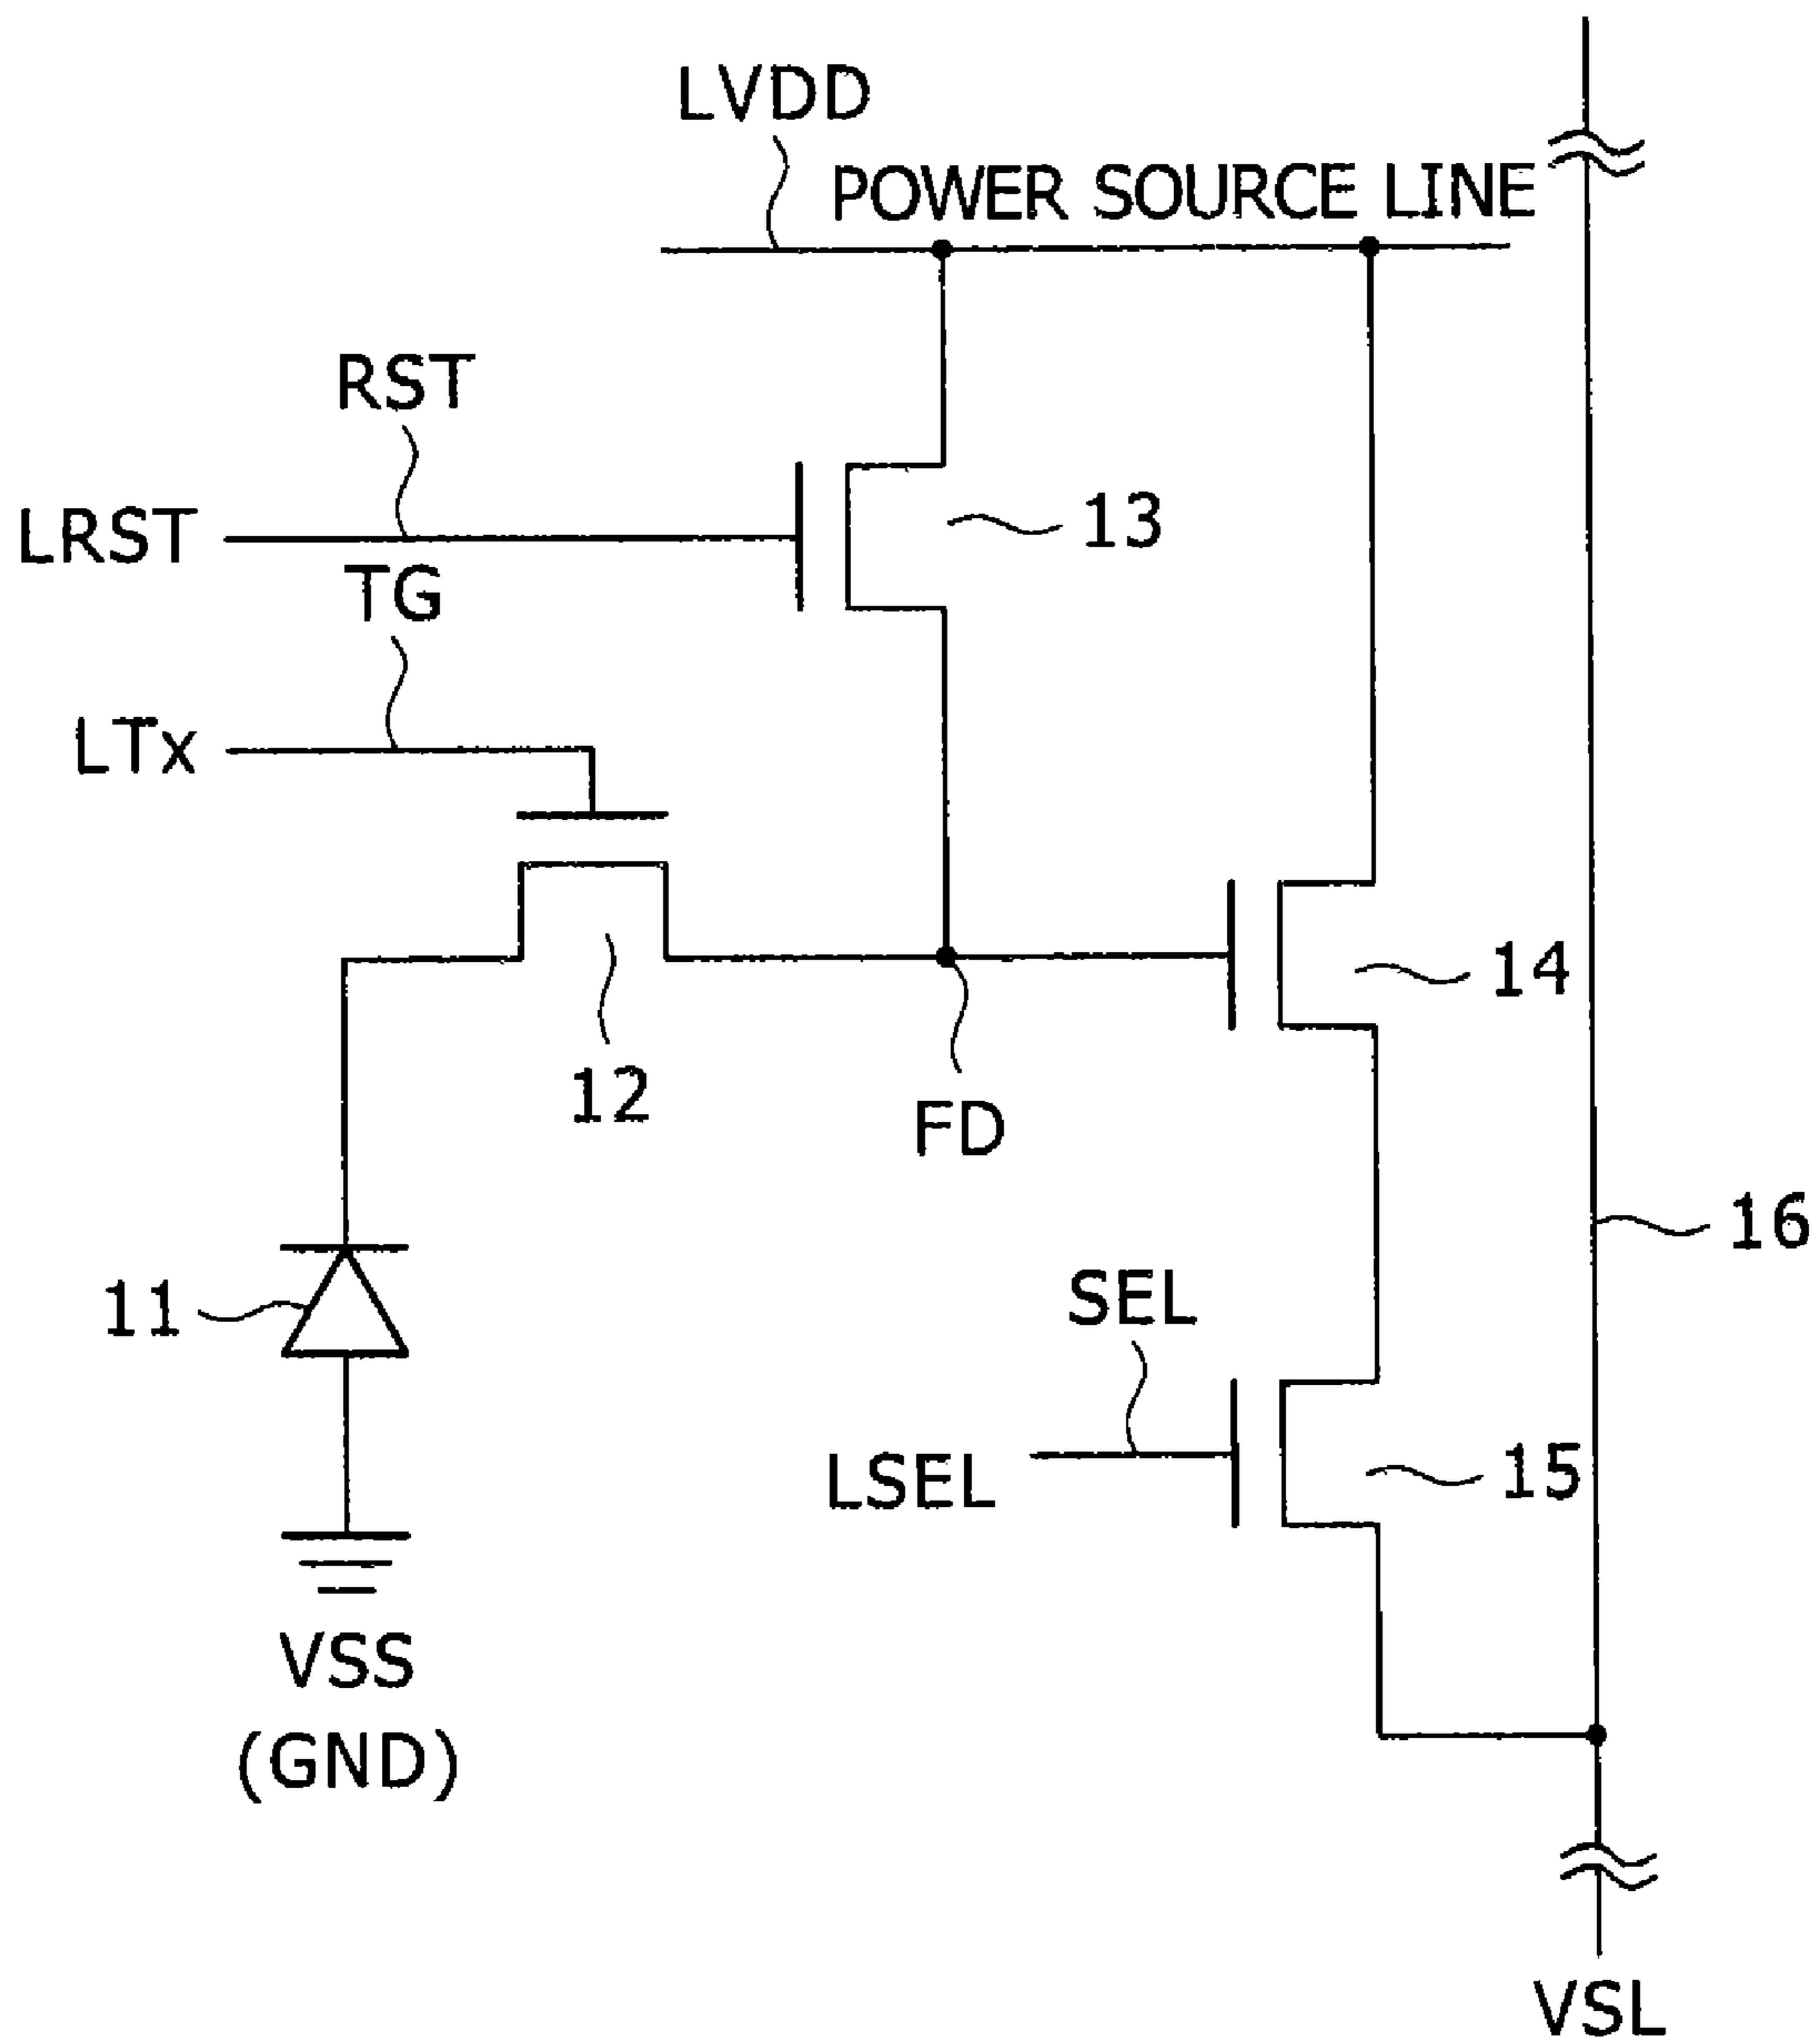 LVDD
POWER SOURCE LINE
RST
13
LRST
TG
LTx
14
12
FD
16
11
SEL
15
LSEL
VSS
(GND)
VSL